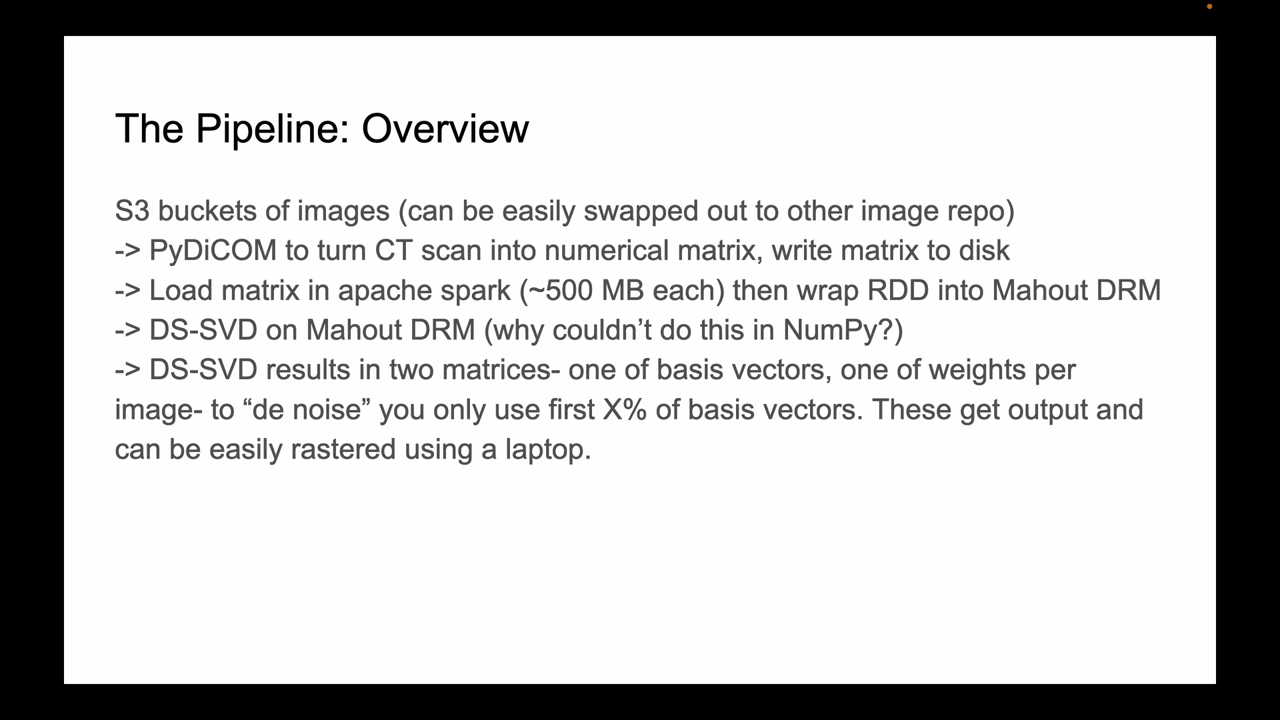 The Pipeline: Overview
S3 buckets of images (can be easily swapped out to other image repo)
-> PyDiCOM to turn CT scan into numerical matrix, write matrix to disk
-> Load matrix in apache spark (~500 MB each) then wrap RDD into Mahout DRM
-> DS-SVD on Mahout DRM (why couldn’t do this in NumPy?)
-> DS-SVD results in two matrices- one of basis vectors, one of weights per
image- to “de noise” you only use first X% of basis vectors. These get output and
can be easily rastered using a laptop.